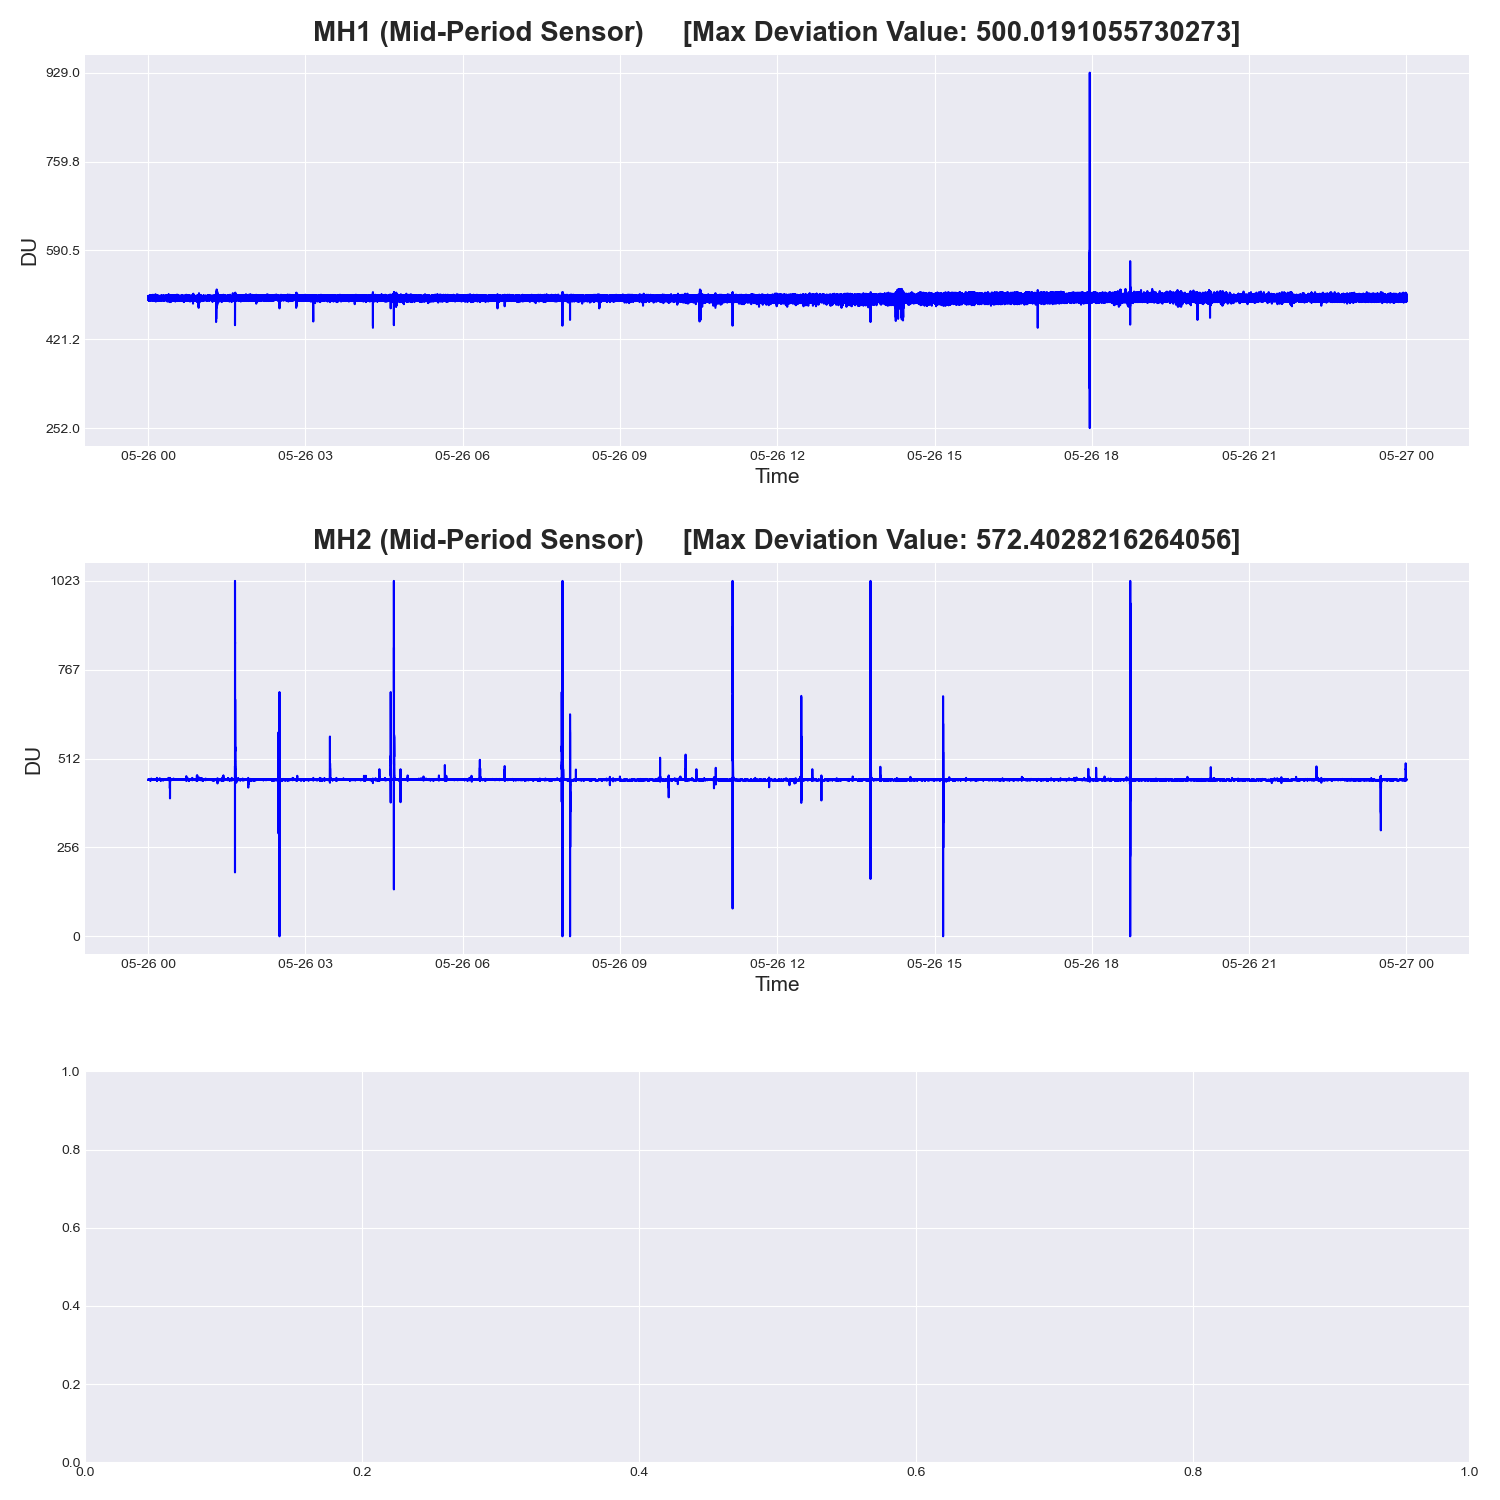 MH1 (Mid-Period Sensor) [Max Deviation Value: 500.0191055730273]
929.0
759.8
590.5
421.2
252.0
DU
05-26 00 05-26 03 05-26 06 05-26 09 05-26 12 05-26 15 05-26 18 05-26 21 05-27 00
Time
MH2 (Mid-Period Sensor) [Max Deviation Value: 572.4028216264056]
1023
767
512
256
0
DU
05-26 00 05-26 03 05-26 06 05-26 09 05-26 12 05-26 15 05-26 18 05-26 21 05-27 00
Time
1.0
0.8
0.6
0.4
0.2
0.0
0.0 0.2 0.4 0.6 0.8 1.0